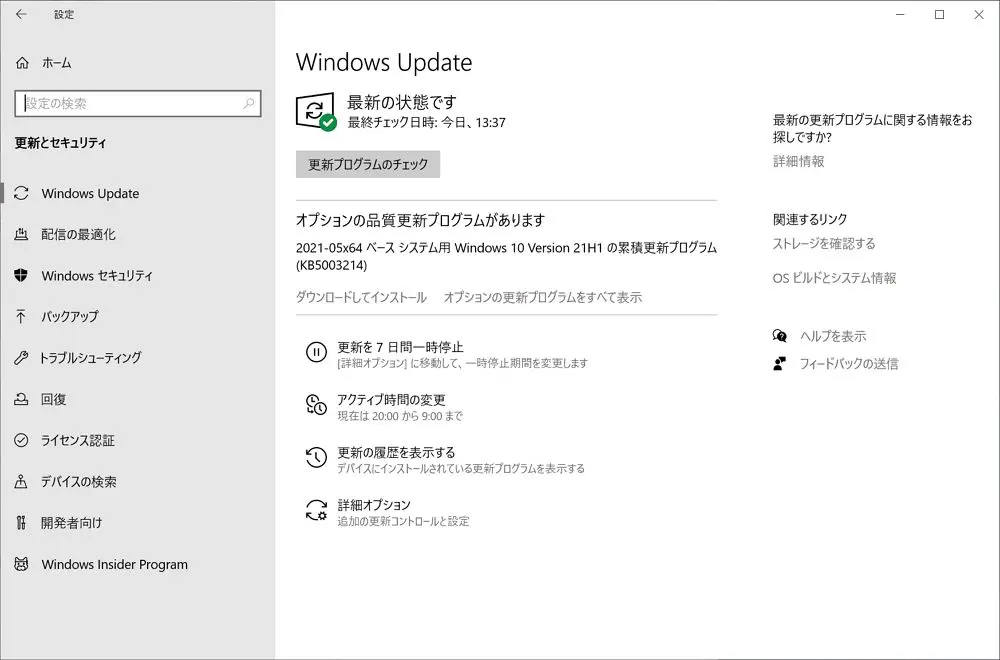 設定
ホーム
設定の検索
更新とセキュリティ
Windows Update
配信の最適化
Windows セキュリティ
バックアップ
トラブルシューティング
回復
ライセンス認証
デバイスの検索
開発者向け
Windows Insider Program
Windows Update
最新の状態です
最終チェック日時: 今日、13:37
更新プログラムのチェック
オプションの品質更新プログラムがあります
2021-05x64 ベース システム用 Windows 10 Version 21H1 の累積更新プログラム
(KB5003214)
ダウンロードしてインストール オプションの更新プログラムをすべて表示
更新を 7 日間一時停止
[詳細オプション] に移動して、一時停止期間を変更します
アクティブ時間の変更
現在は 20:00 から 9:00 まで
更新の履歴を表示する
デバイスにインストールされている更新プログラムを表示する
詳細オプション
追加の更新コントロールと設定
最新の更新プログラムに関する情報をお
探しですか?
詳細情報
関連するリンク
ストレージを確認する
OS ビルドとシステム情報
ヘルプを表示
フィードバックの送信